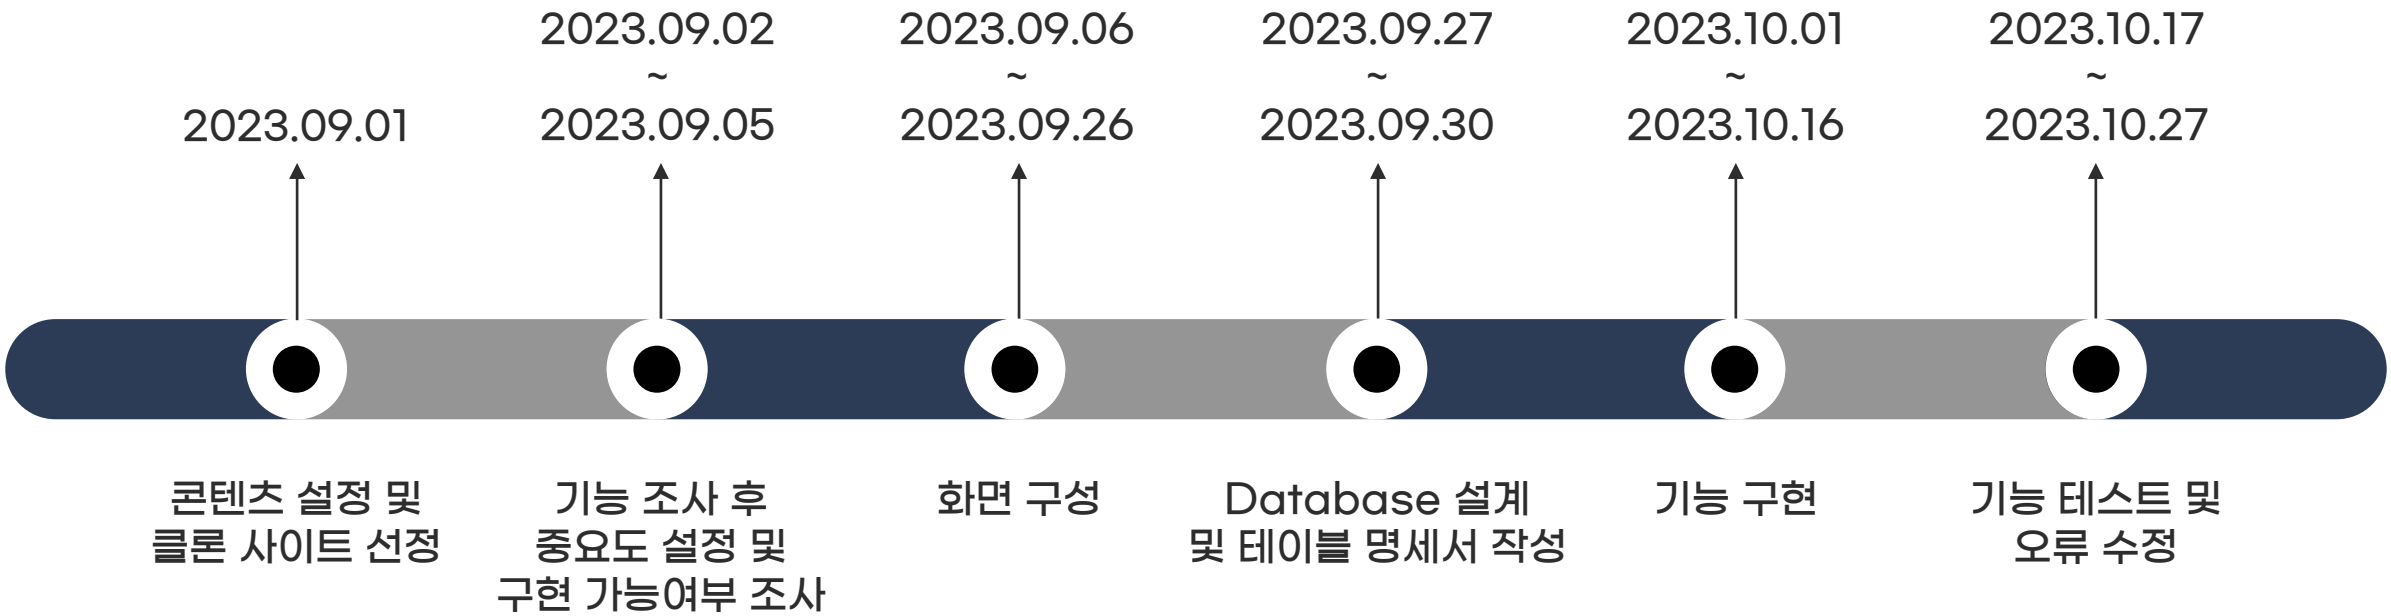 2023.09.01
콘텐츠 설정 및
클론 사이트 선정
2023.09.02
~
2023.09.05
기능 조사 후
중요도 설정 및
구현 가능여부 조사
2023.09.06
~
2023.09.26
화면 구성
2023.09.27
~
2023.09.30
Database 설계
및 테이블 명세서 작성
2023.10.01
~
2023.10.16
기능 구현
2023.10.17
~
2023.10.27
기능 테스트 및
오류 수정